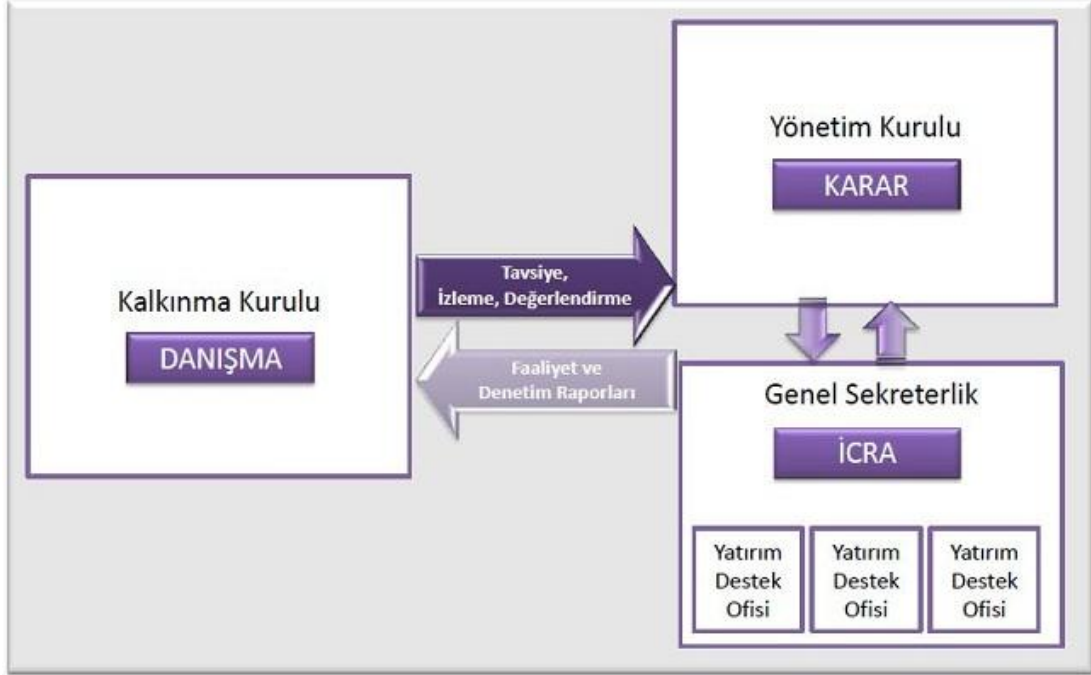 Kalkınma Kurulu
DANIŞMA
Tavsiye,
İzleme, Değerlendirme
Faaliyet ve
Denetim Raporları
Yönetim Kurulu
KARAR
Genel Sekreterlik
İCRA
Yatırım
Destek
Ofisi
Yatırım
Destek
Ofisi
Yatırım
Destek
Ofisi